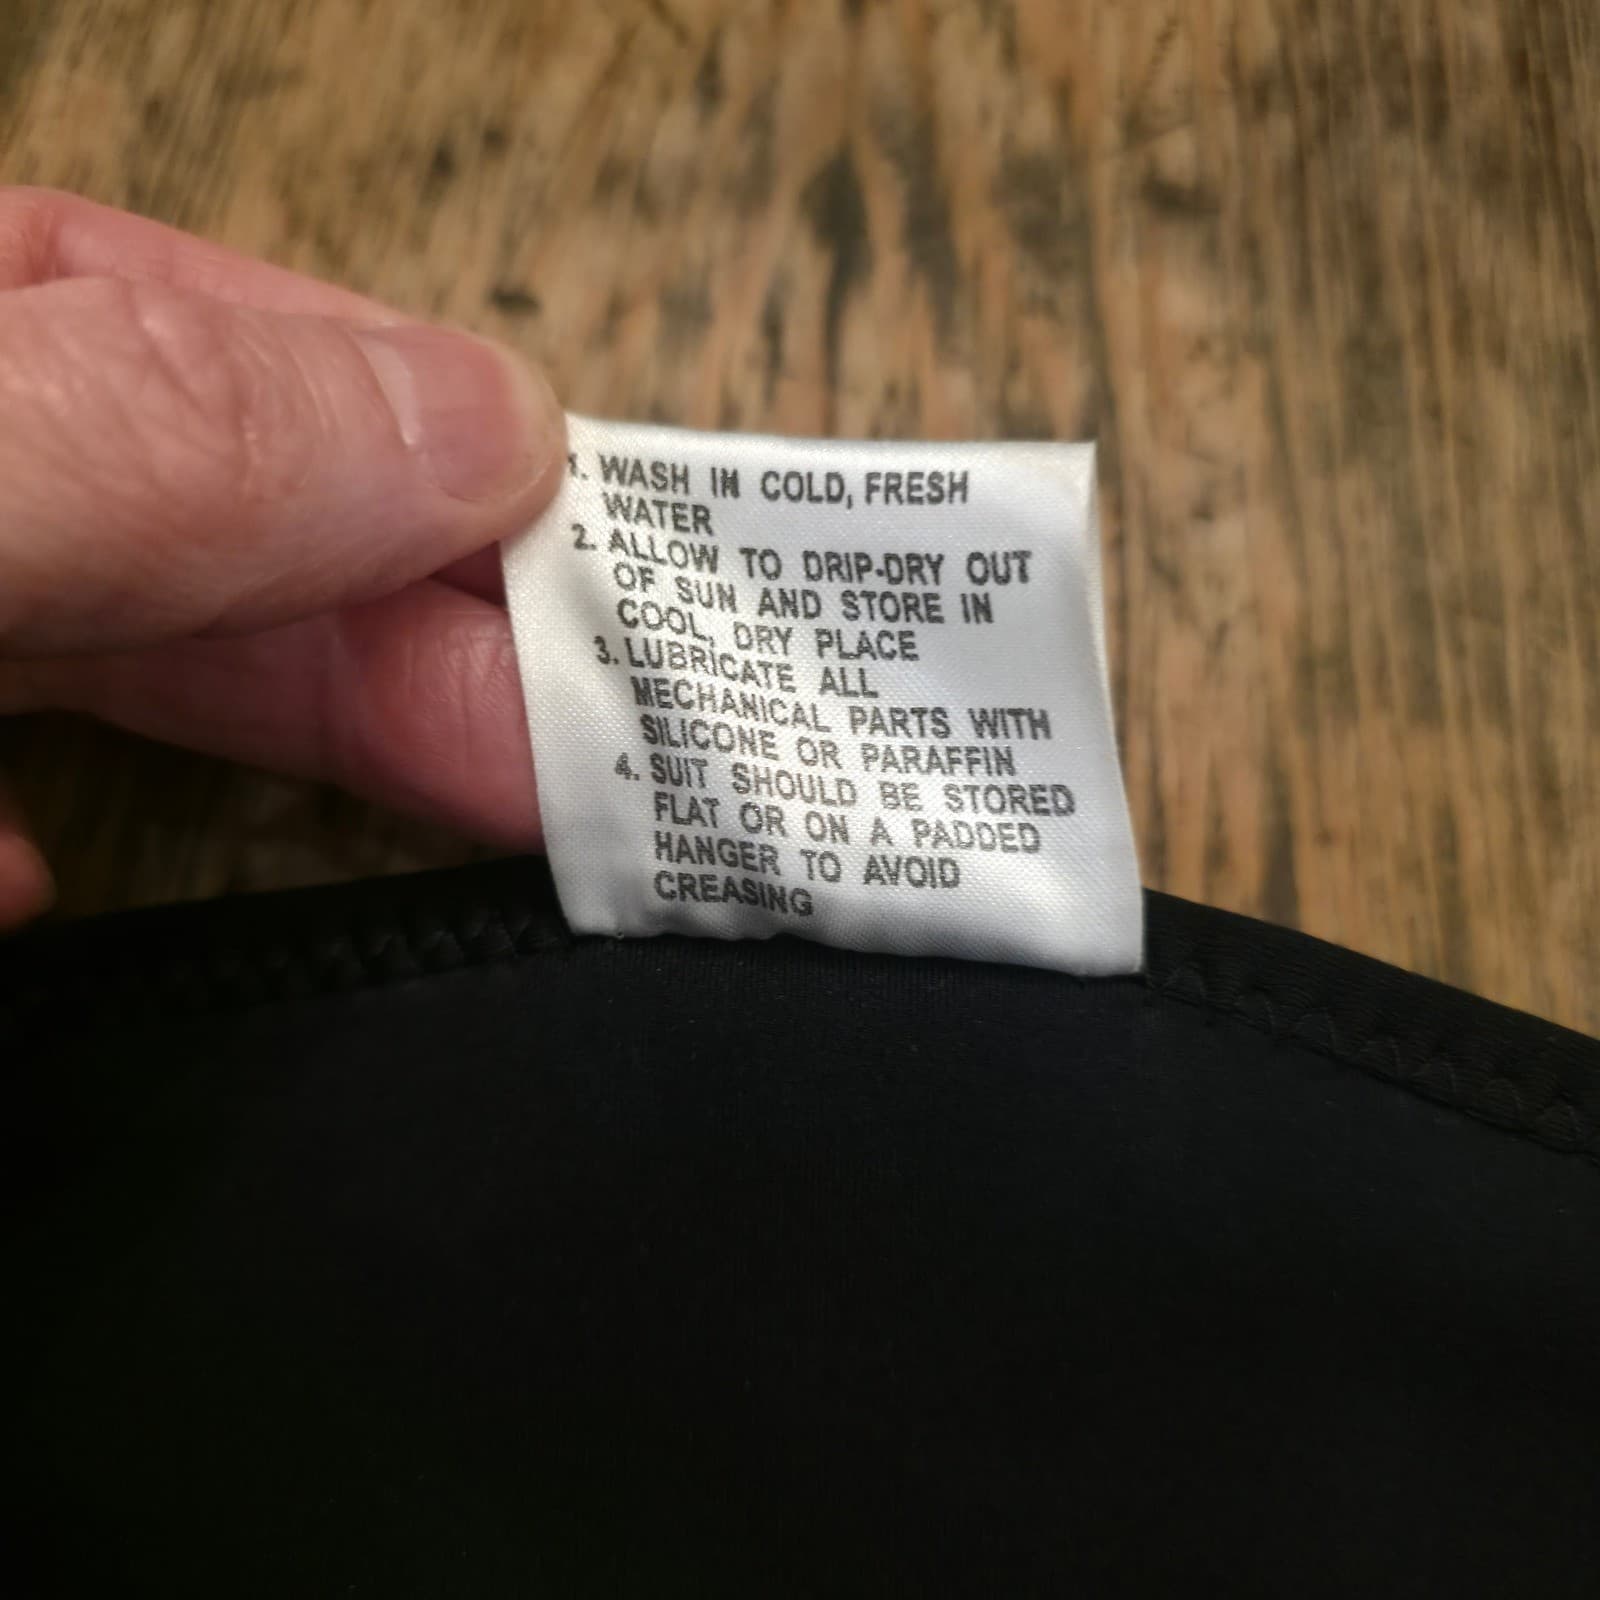 1. WASH IN COLD, FRESH
WATER
2. ALLOW TO DRIP-DRY OUT
OF SUN AND STORE IN
COOL, DRY PLACE
3. LUBRICATE ALL
MECHANICAL PARTS WITH
SILICONE OR PARAFFIN
4. SUIT SHOULD BE STORED
FLAT OR ON A PADDED
HANGER TO AVOID
CREASING